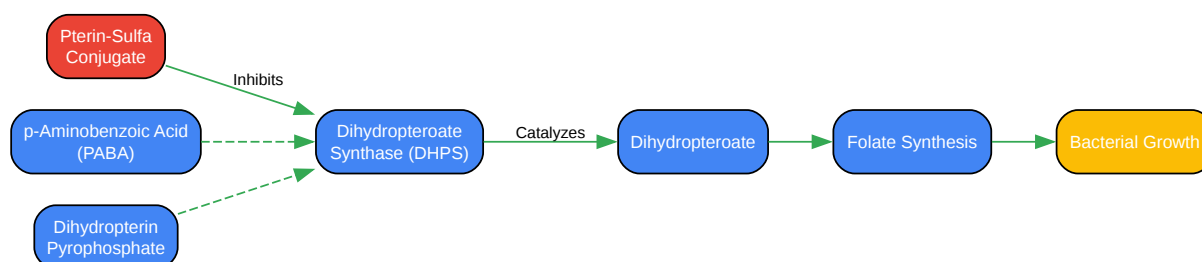 Pterin-Sulfa
Conjugate
Inhibits
p-Aminobenzoic Acid
(PABA)
Dihydropteroate
Synthase (DHPS)
Catalyzes
Dihydropteroate
Folate Synthesis
Bacterial Growth
Dihydropterin
Pyrophosphate